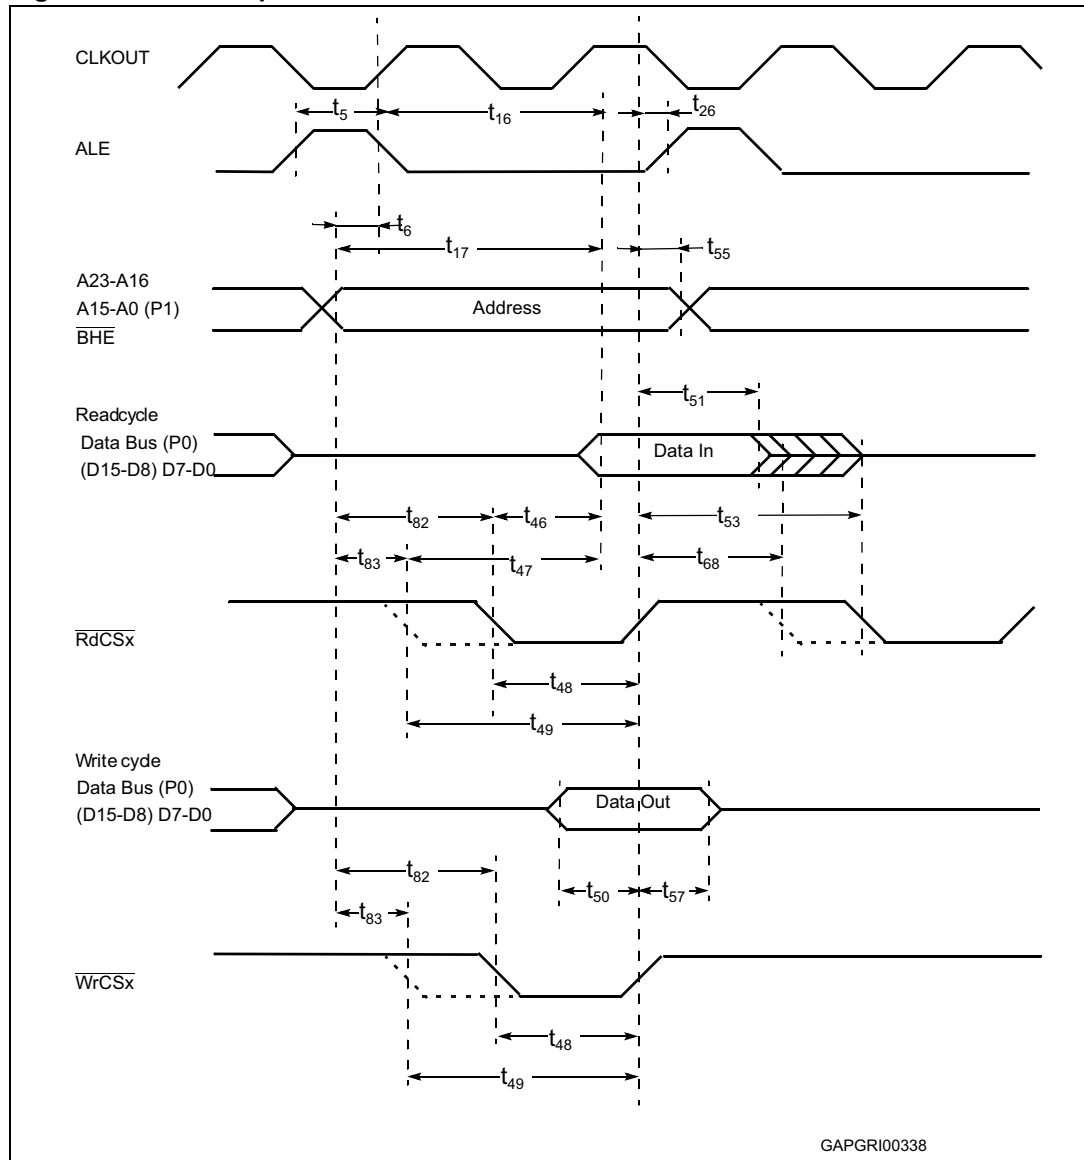 CLKOUT
t5 t16 t26
ALE
t6
t17 t55
A23-A16
A15-A0 (P1) Address
BHE
t51
Readcycle
Data Bus (P0) Data In
(D15-D8) D7-D0
t82 t46 t53
t83 t47 t68
RdCSx
t48
t49
Write cyde
Data Bus (P0) Data Out
(D15-D8) D7-D0
t82
t50 t57
t83
WrCSx
t48
t49
GAPGRI00338